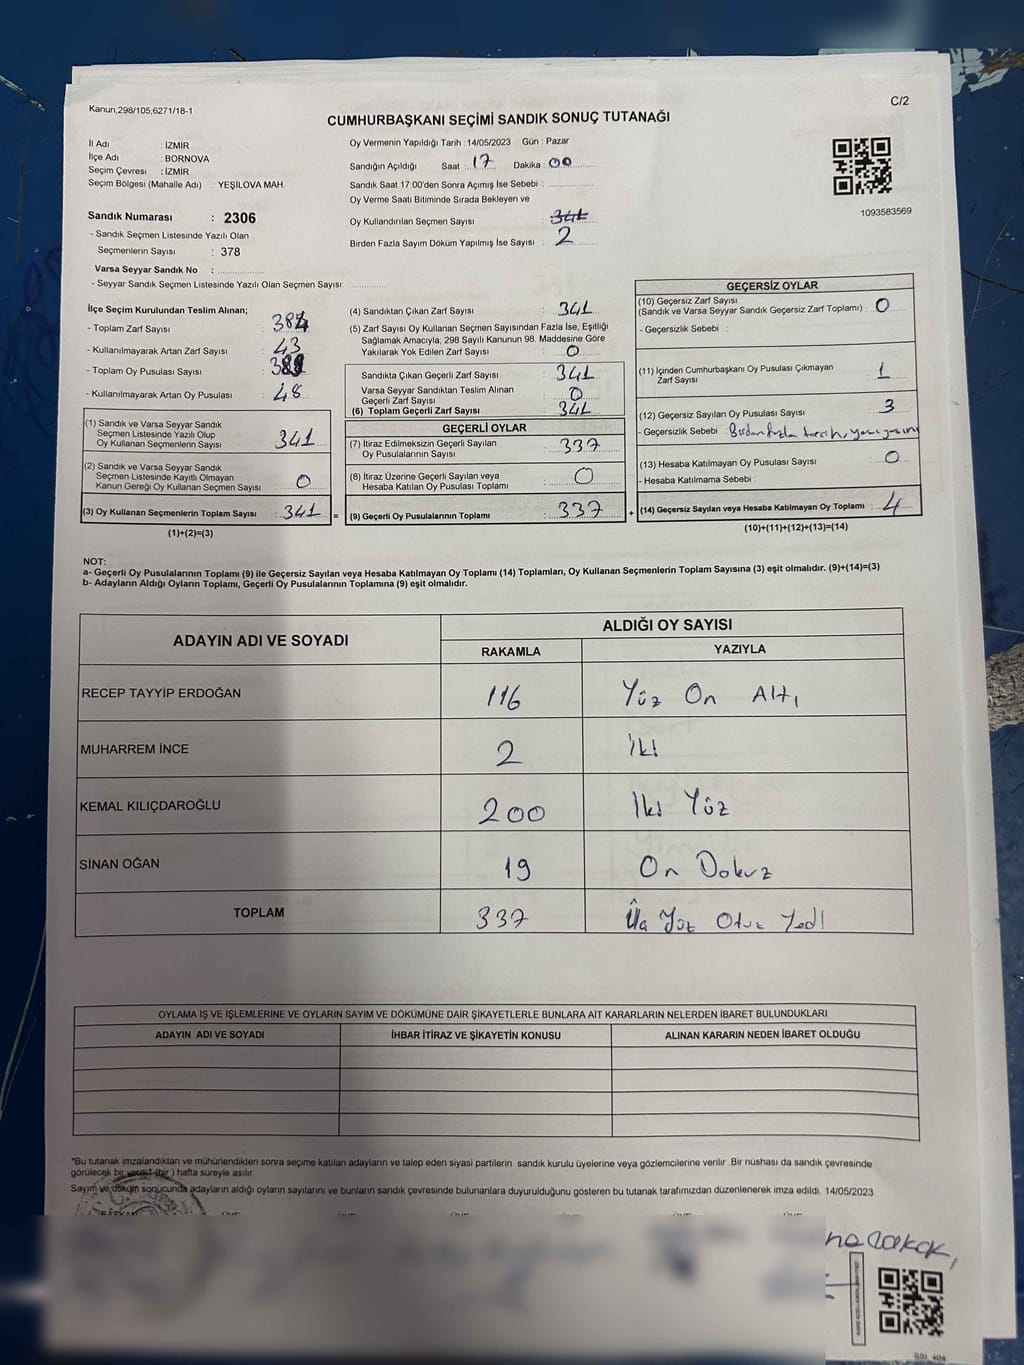 Kanun;298/105;6271/18-1
C/2
CUMHURBAŞKANI SEÇİMİ SANDIK SONUÇ TUTANAĞI
İl Adı : İZMİR
İlçe Adı : BORNOVA
Seçim Çevresi : İZMİR
Seçim Bölgesi (Mahalle Adı) : YEŞİLOVA MAH.
Sandık Numarası : 2306
- Sandık Seçmen Listesinde Yazılı Olan
Seçmenlerin Sayısı : 378
Varsa Seyyar Sandık No :
- Seyyar Sandık Seçmen Listesinde Yazılı Olan Seçmen Sayısı:
Oy Vermenin Yapıldığı Tarih :14/05/2023 Gün : Pazar
Sandığın Açıldığı Saat : 17 Dakika : 00
Sandık Saat 17:00'den Sonra Açımış İse Sebebi :
Oy Verme Saati Bitiminde Sırada Bekleyen ve
Oy Kullandırılan Seçmen Sayısı : 341
Birden Fazla Sayım Döküm Yapılmış İse Sayısı : 2
1093583569
İlçe Seçim Kurulundan Teslim Alınan;
- Toplam Zarf Sayısı : 384
- Kullanılmayarak Artan Zarf Sayısı : 43
- Toplam Oy Pusulası Sayısı :
- Kullanılmayarak Artan Oy Pusulası : 48
(1) Sandık ve Varsa Seyyar Sandık
Seçmen Listesinde Yazılı Olup
Oy Kullanan Seçmenlerin Sayısı : 341
(2) Sandık ve Varsa Seyyar Sandık
Seçmen Listesinde Kayıtlı Olmayan
Kanun Gereği Oy Kullanan Seçmen Sayısı : 0
(3) Oy Kullanan Seçmenlerin Toplam Sayısı : 341 =
(1)+(2)=(3)
(4) Sandıktan Çıkan Zarf Sayısı : 341
(5) Zarf Sayısı Oy Kullanan Seçmen Sayısından Fazla İse, Eşitliği
Sağlamak Amacıyla; 298 Sayılı Kanunun 98. Maddesine Göre
Yakılarak Yok Edilen Zarf Sayısı : 0
Sandıkta Çıkan Geçerli Zarf Sayısı : 341
Varsa Seyyar Sandıktan Teslim Alınan
Geçerli Zarf Sayısı : 0
(6) Toplam Geçerli Zarf Sayısı : 341
GEÇERLİ OYLAR
(7) İtiraz Edilmeksizin Geçerli Sayılan
Oy Pusulalarının Sayısı : 337
(8) İtiraz Üzerine Geçerli Sayılan veya
Hesaba Katılan Oy Pusulası Toplamı : 0
(9) Geçerli Oy Pusulalarının Toplamı : 337 +
GEÇERSİZ OYLAR
(10) Geçersiz Zarf Sayısı
(Sandık ve Varsa Seyyar Sandık Geçersiz Zarf Toplamı) : 0
- Geçersizlik Sebebi :
(11) İçinden Cumhurbaşkanı Oy Pusulası Çıkmayan
Zarf Sayısı : 1
(12) Geçersiz Sayılan Oy Pusulası Sayısı : 3
- Geçersizlik Sebebi : Birden fazla tercih,
(13) Hesaba Katılmayan Oy Pusulası Sayısı : 0
- Hesaba Katılmama Sebebi :
(14) Geçersiz Sayılan veya Hesaba Katılmayan Oy Toplamı : 4
(10)+(11)+(12)+(13)=(14)
NOT:
a- Geçerli Oy Pusulalarının Toplamı (9) ile Geçersiz Sayılan veya Hesaba Katılmayan Oy Toplamı (14) Toplamları, Oy Kullanan Seçmenlerin Toplam Sayısına (3) eşit olmalıdır. (9)+(14)=(3)
b- Adayların Aldığı Oyların Toplamı, Geçerli Oy Pusulalarının Toplamına (9) eşit olmalıdır.
ADAYIN ADI VE SOYADI
ALDIĞI OY SAYISI
RAKAMLA YAZIYLA
RECEP TAYYİP ERDOĞAN 116 Yüz On Altı
MUHARREM İNCE 2 İki
KEMAL KILIÇDAROĞLU 200 İki Yüz
SİNAN OĞAN 19 On Dokuz
TOPLAM 337 Üç Yüz Otuz Yedi
OYLAMA İŞ VE İŞLEMLERİNE VE OYLARIN SAYIM VE DÖKÜMÜNE DAİR ŞİKAYETLERLE BUNLARA AİT KARARLARIN NELERDEN İBARET BULUNDUKLARI
ADAYIN ADI VE SOYADI İHBAR İTİRAZ VE ŞİKAYETİN KONUSU ALINAN KARARIN NEDEN İBARET OLDUĞU
*Bu tutanak imzalandıktan ve mühürlendikten sonra seçime katılan adayların ve talep eden siyasi partilerin sandık kurulu üyelerine veya gözlemcilerine verilir .Bir nüshası da sandık çevresinde
görülecek bir yere 1 (bir ) hafta süreyle asılır.
Sayım ve döküm sonucunda adayların aldığı oyların sayılarını ve bunların sandık çevresinde bulunanlara duyurulduğunu gösteren bu tutanak tarafımızdan düzenlenerek imza edildi. 14/05/2023
BAŞKAN